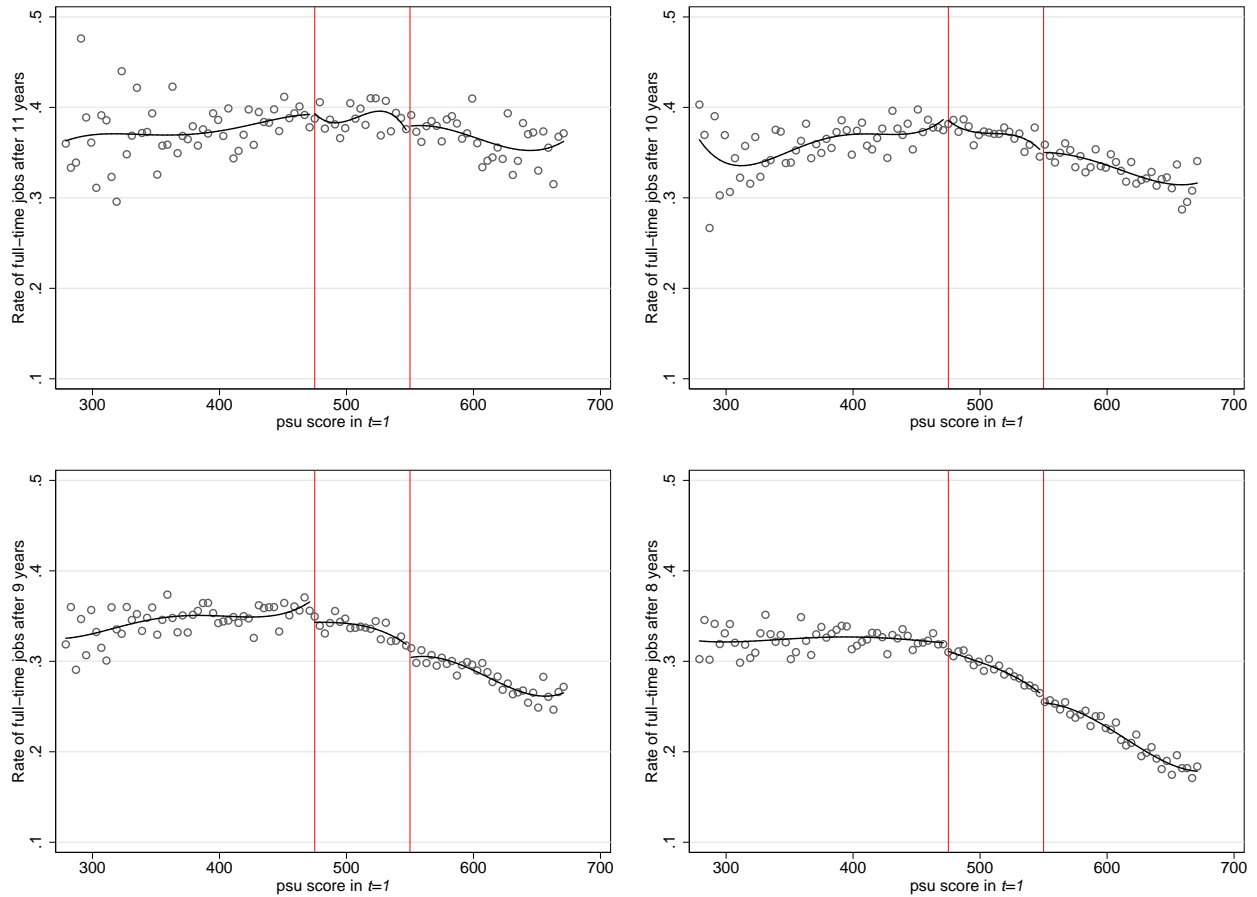 Rate of full−time jobs after 11 years
.5
.4
.3
.2
.1
300 400 500 600 700
psu score in t=1
Rate of full−time jobs after 10 years
.5
.4
.3
.2
.1
300 400 500 600 700
psu score in t=1
Rate of full−time jobs after 9 years
.5
.4
.3
.2
.1
300 400 500 600 700
psu score in t=1
Rate of full−time jobs after 8 years
.5
.4
.3
.2
.1
300 400 500 600 700
psu score in t=1